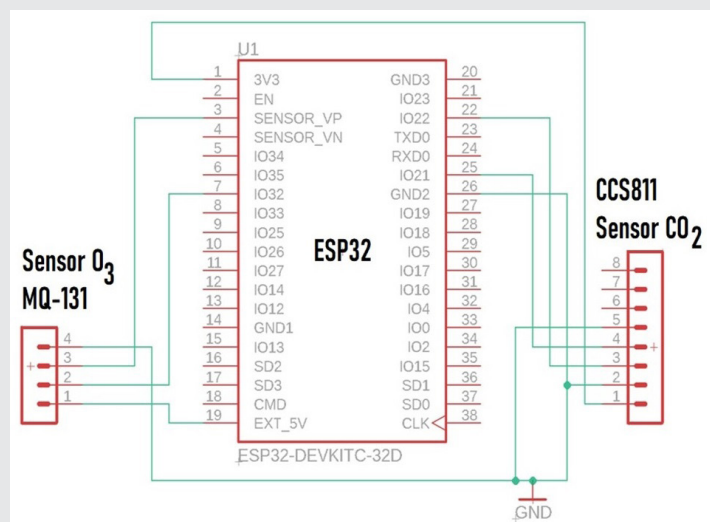 U1
1 3V3 GND3 20
2 EN IO23 21
3 SENSOR_VP IO22 22
4 SENSOR_VN TXD0 23
5 IO34 RXD0 24
6 IO35 IO21 25
7 IO32 GND2 26
8 IO33 IO19 27
9 IO25 IO18 28
10 IO26 IO5 29
11 IO27 IO17 30
12 IO14 IO16 31
13 IO12 IO4 32
14 GND1 IO0 33
15 IO13 IO2 34
16 SD2 IO15 35
17 SD3 SD1 36
18 CMD SD0 37
19 EXT_5V CLK 38
ESP32
ESP32-DEVKITC-32D
Sensor O3
MQ-131
4
3
2
1
CCS811
Sensor CO2
8
7
6
5
4
3
2
1
GND